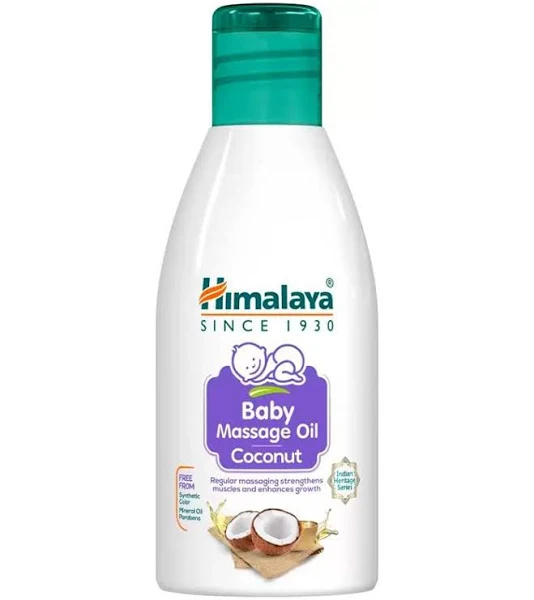 Himalaya®
SINCE 1930
Baby
Massage Oil
Coconut
Regular massaging strengthens
muscles and enhances growth
FREE
FROM
Synthetic
Color
Mineral Oil
Parabens
Indian
Heritage
Series